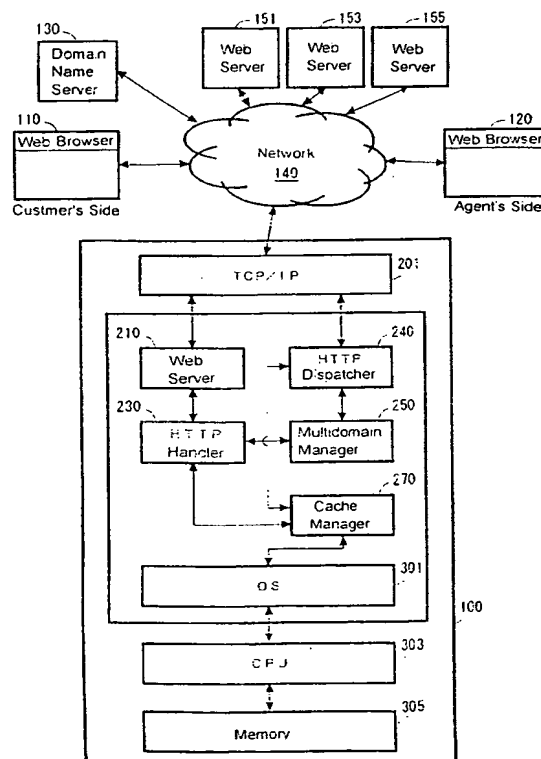 151
153
155
130
Web
Server
Web
Server
Web
Server
Domain
Name
Server
110
120
Web Browser
Network
140
Web Browser
Custmer's Side
Agent's Side
TCP/IP
201
210
240
Web
Server
HTTP
Dispatcher
230
250
HTTP
Handler
Multidomain
Manager
270
Cache
Manager
OS
301
100
CPU
303
Memory
305